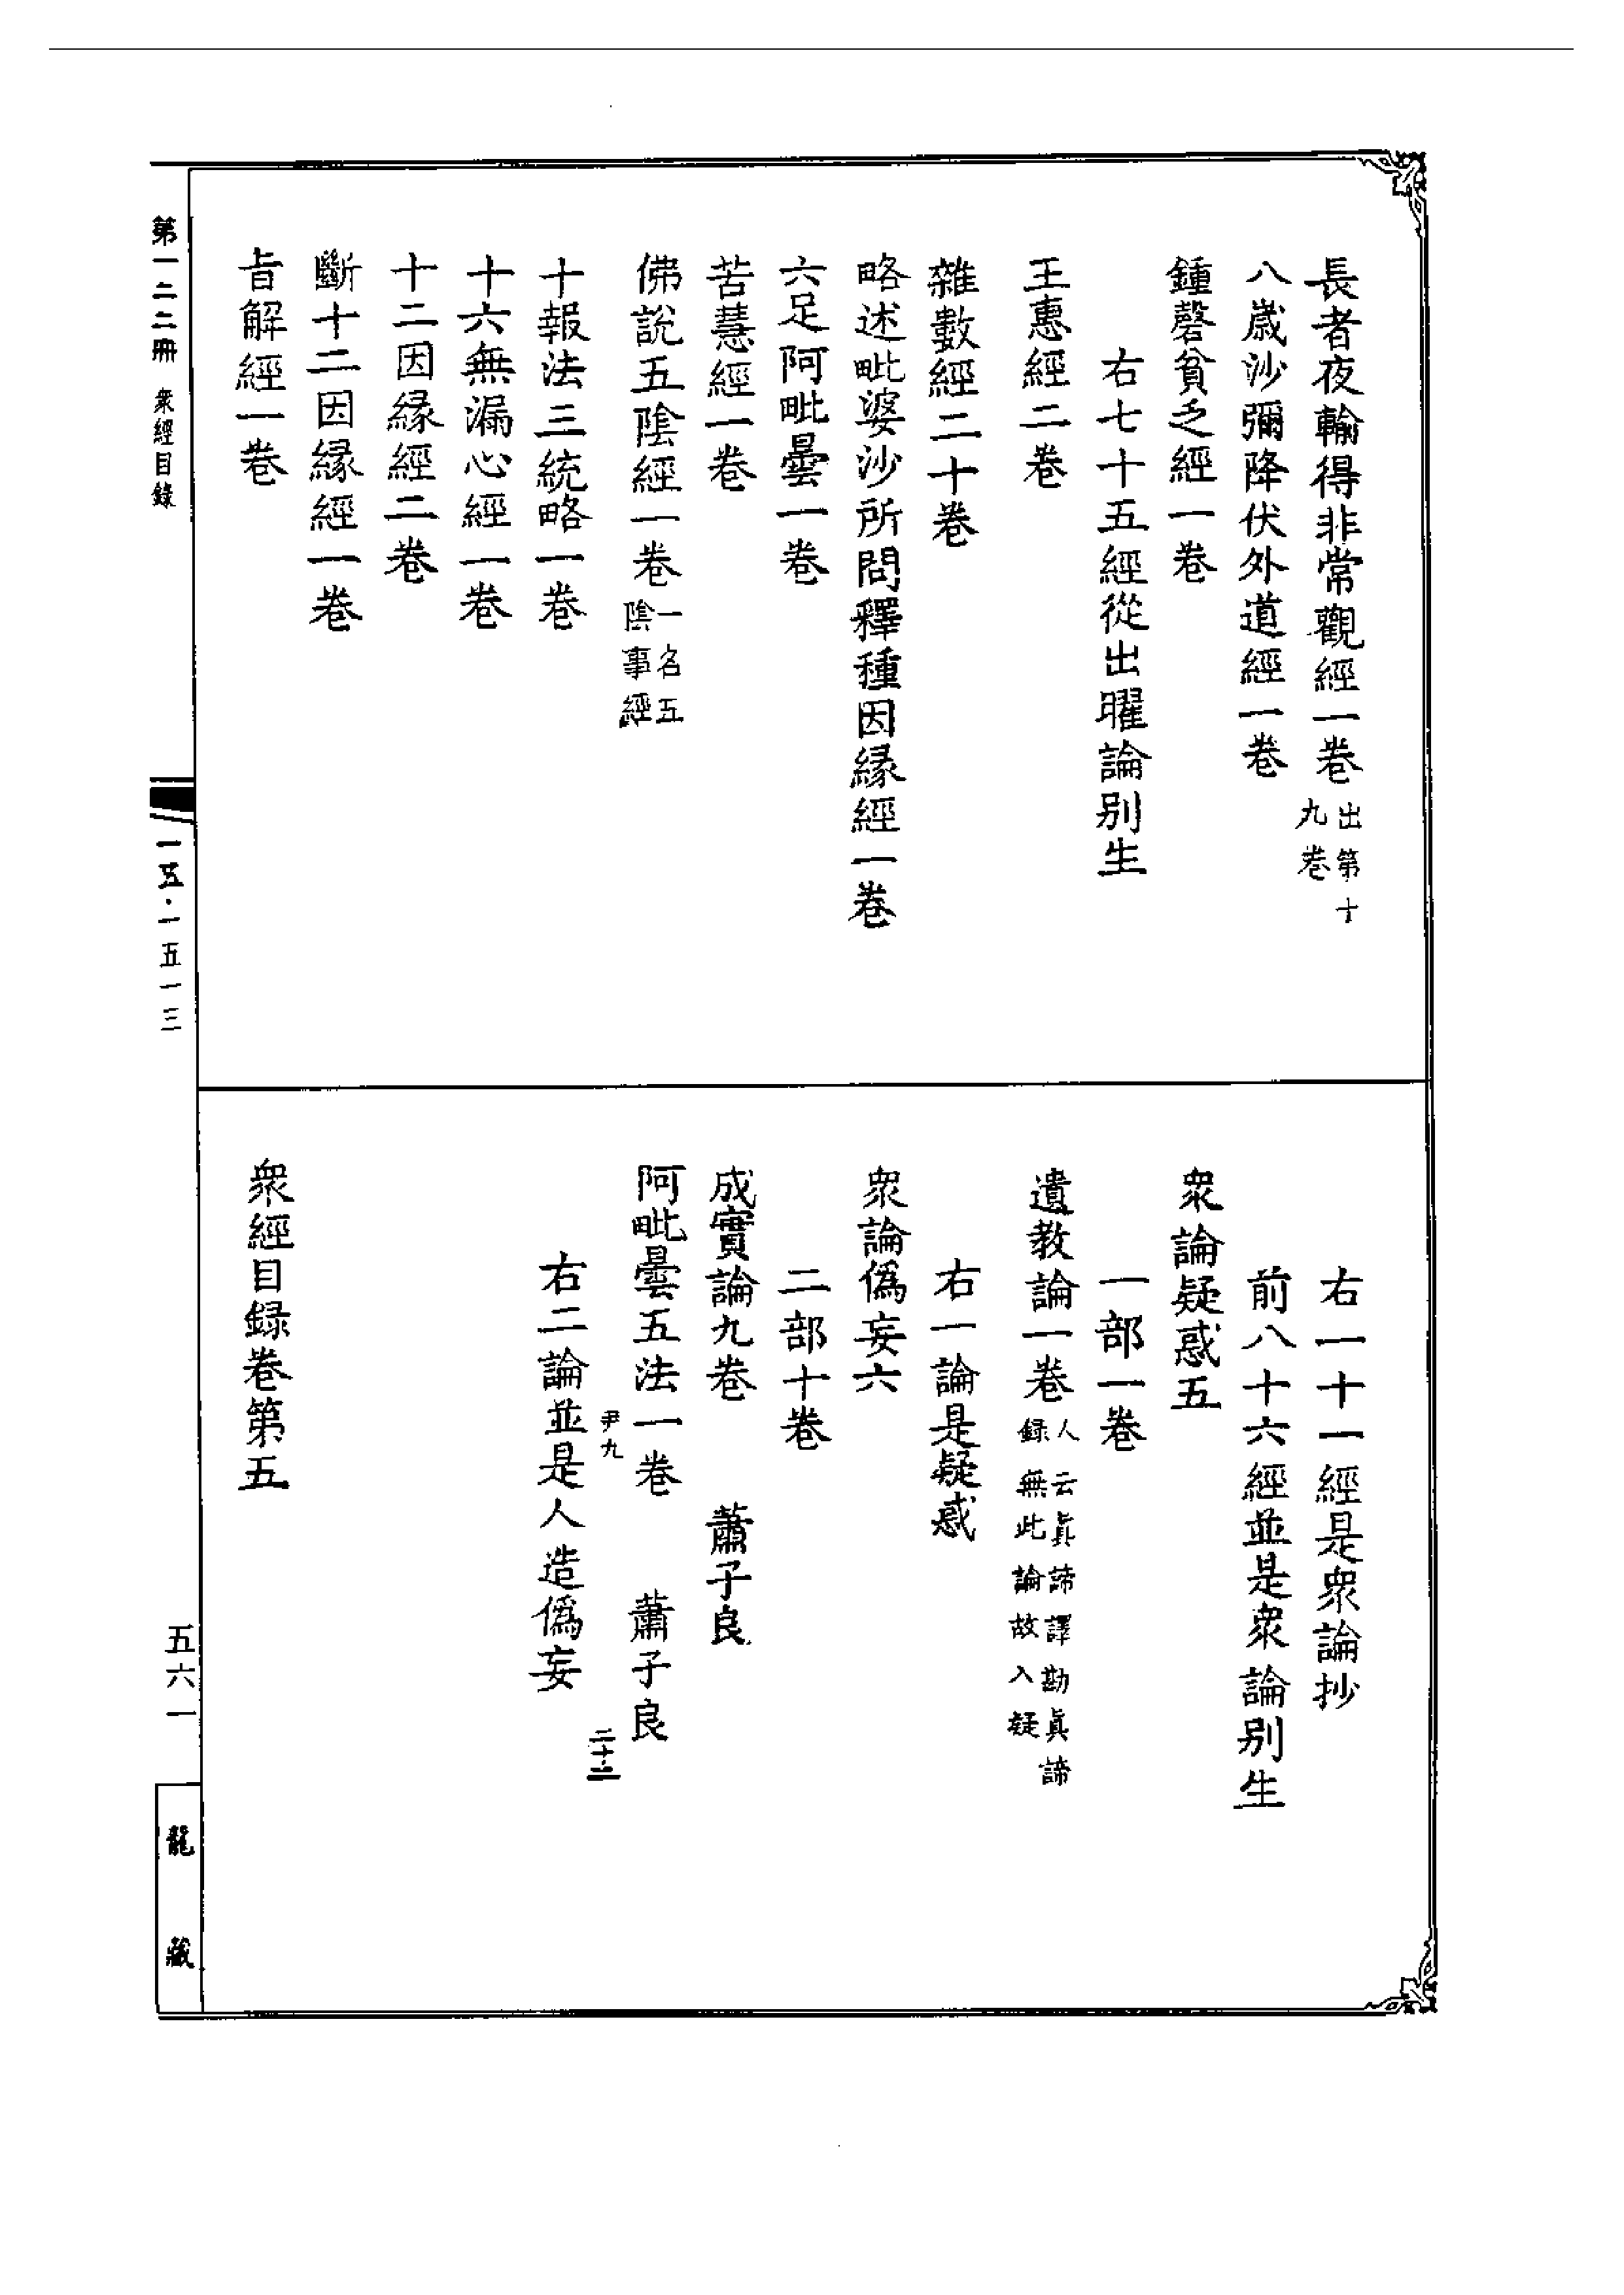 長者夜輸得非常觀經一卷出第十九卷
八歲沙彌降伏外道經一卷
鍾磬貧乏經一卷
右七十五經從出曜論别生
王惠經二卷
雜數經二十卷
略述毗婆沙所問釋種因緣經一卷
六足阿毗曇一卷
苦慧經一卷
佛說五陰經一卷一名五陰事經
十報法三統略一卷
十六無漏心經一卷
十二因緣經二卷
斷十二因緣經一卷
旨解經一卷
右一十一經是衆論抄
前八十六經並是衆論别生
衆論疑惑五
一部一卷
遺教論一卷人云眞諦譯勘眞諦録無此論故入疑
右一論是疑惑
衆論僞妄六
二部十卷
成實論九卷 蕭子良
阿毗曇五法一卷 蕭子良
尹九 二十三
右二論並是人造僞妄
衆經目録卷第五
第一二二冊 衆經目錄 一五·一五一三 五六一 龍藏